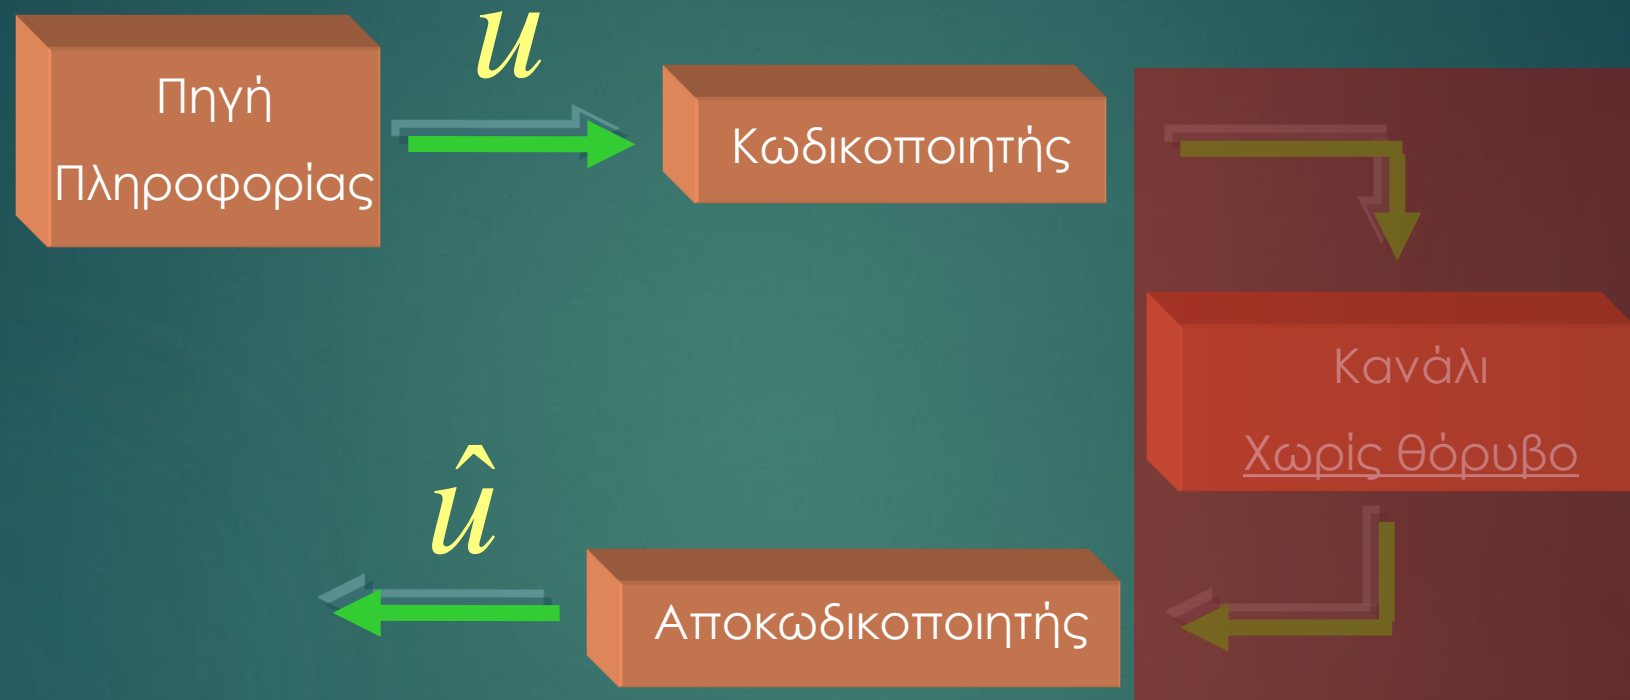 Πηγή
Πληροφορίας
u
Κωδικοποιητής
Κανάλι
Χωρίς θόρυβο
û
Αποκωδικοποιητής